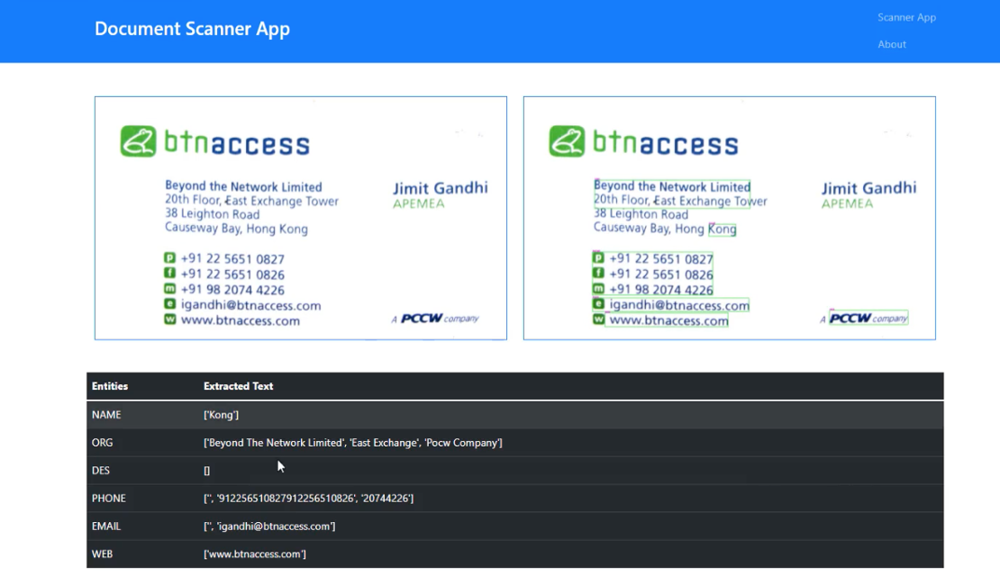 Document Scanner App
Scanner App
About
btnaccess
Beyond the Network Limited
20th Floor, East Exchange Tower
38 Leighton Road
Causeway Bay, Hong Kong
Jimit Gandhi
APEMEA
p +91 22 5651 0827
f +91 22 5651 0826
m +91 98 2074 4226
e igandhi@btnaccess.com
w www.btnaccess.com
A PCCW company
btnaccess
Beyond the Network Limited
20th Floor, East Exchange Tower
38 Leighton Road
Causeway Bay, Hong Kong
Jimit Gandhi
APEMEA
p +91 22 5651 0827
f +91 22 5651 0826
m +91 98 2074 4226
e igandhi@btnaccess.com
w www.btnaccess.com
A PCCW company
Entities Extracted Text
NAME ['Kong']
ORG ['Beyond The Network Limited', 'East Exchange', 'Pocw Company']
DES []
PHONE ['', '912256510827912256510826', '20744226']
EMAIL ['', 'igandhi@btnaccess.com']
WEB ['www.btnaccess.com']